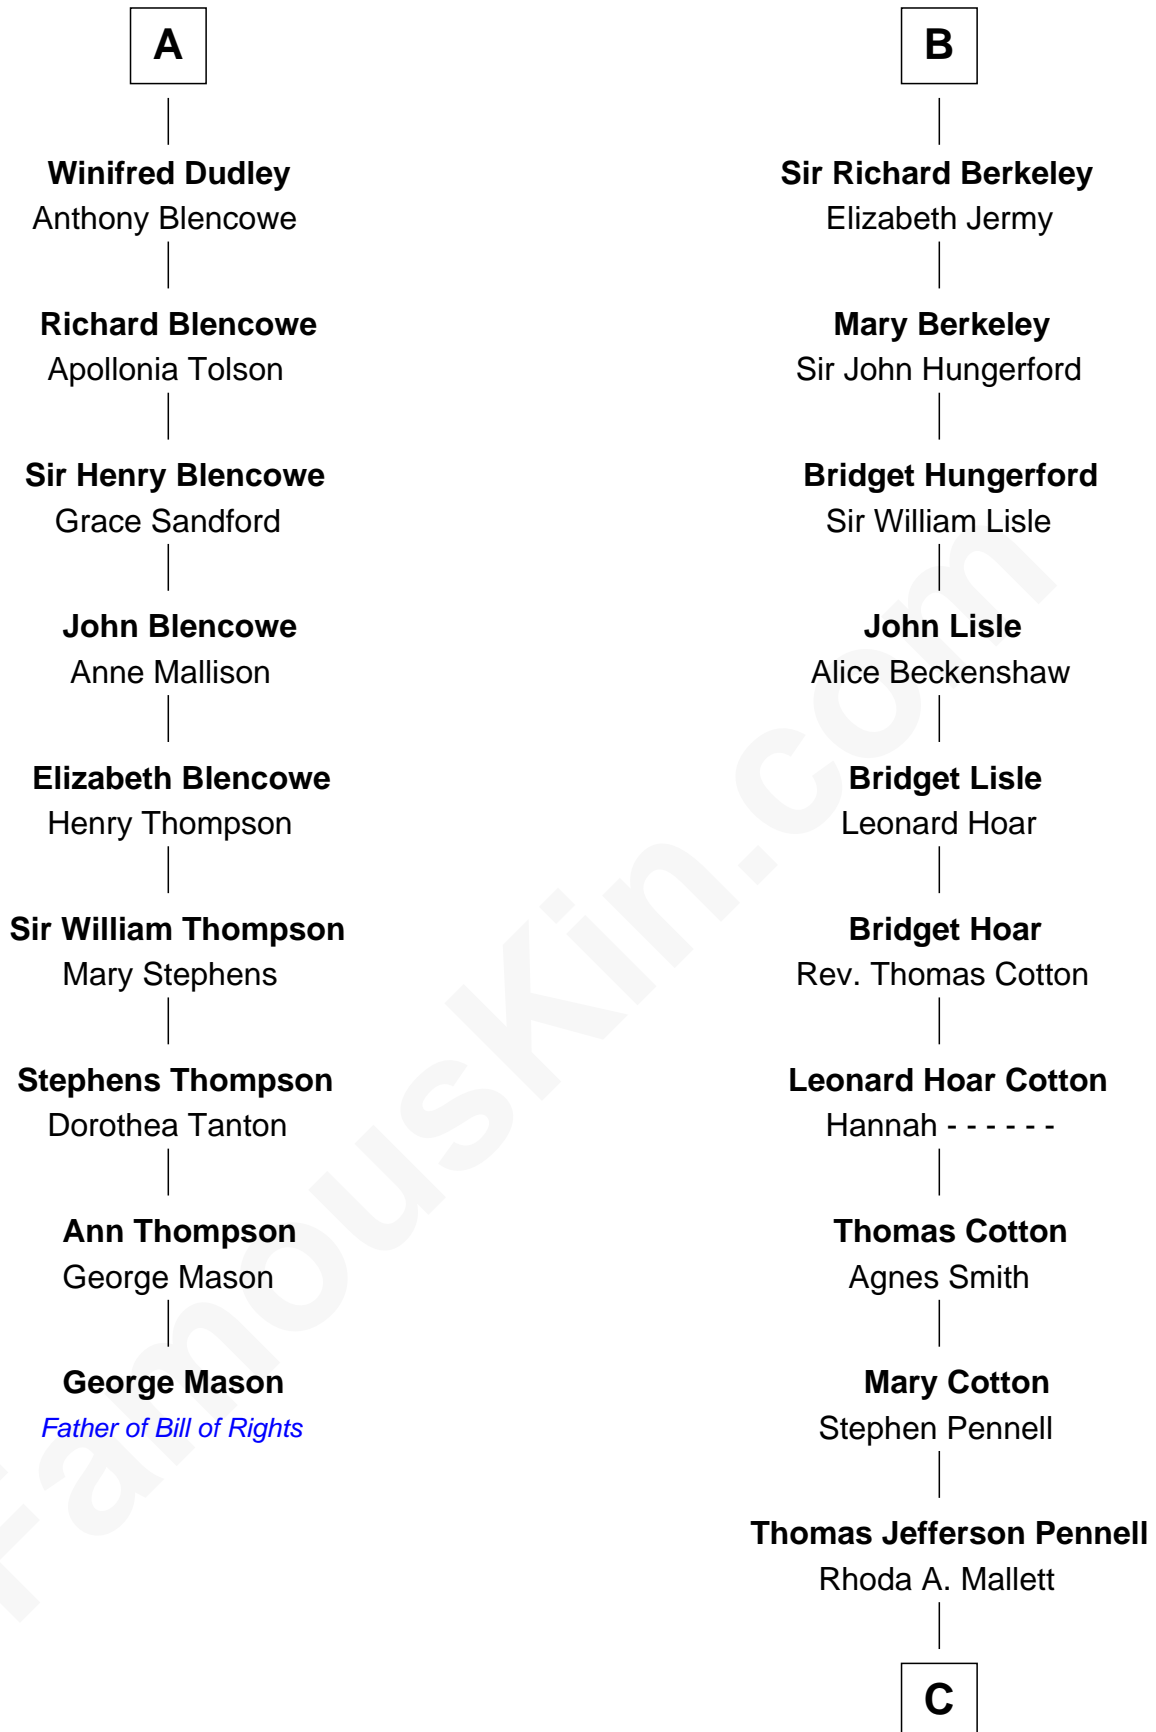 A
Winifred Dudley
Anthony Blencowe
Richard Blencowe
Apollonia Tolson
Sir Henry Blencowe
Grace Sandford
John Blencowe
Anne Mallison
Elizabeth Blencowe
Henry Thompson
Sir William Thompson
Mary Stephens
Stephens Thompson
Dorothea Tanton
Ann Thompson
George Mason
George Mason
Father of Bill of Rights
B
Sir Richard Berkeley
Elizabeth Jermy
Mary Berkeley
Sir John Hungerford
Bridget Hungerford
Sir William Lisle
John Lisle
Alice Beckenshaw
Bridget Lisle
Leonard Hoar
Bridget Hoar
Rev. Thomas Cotton
Leonard Hoar Cotton
Hannah - - - - - -
Thomas Cotton
Agnes Smith
Mary Cotton
Stephen Pennell
Thomas Jefferson Pennell
Rhoda A. Mallett
C
FamousKin.com